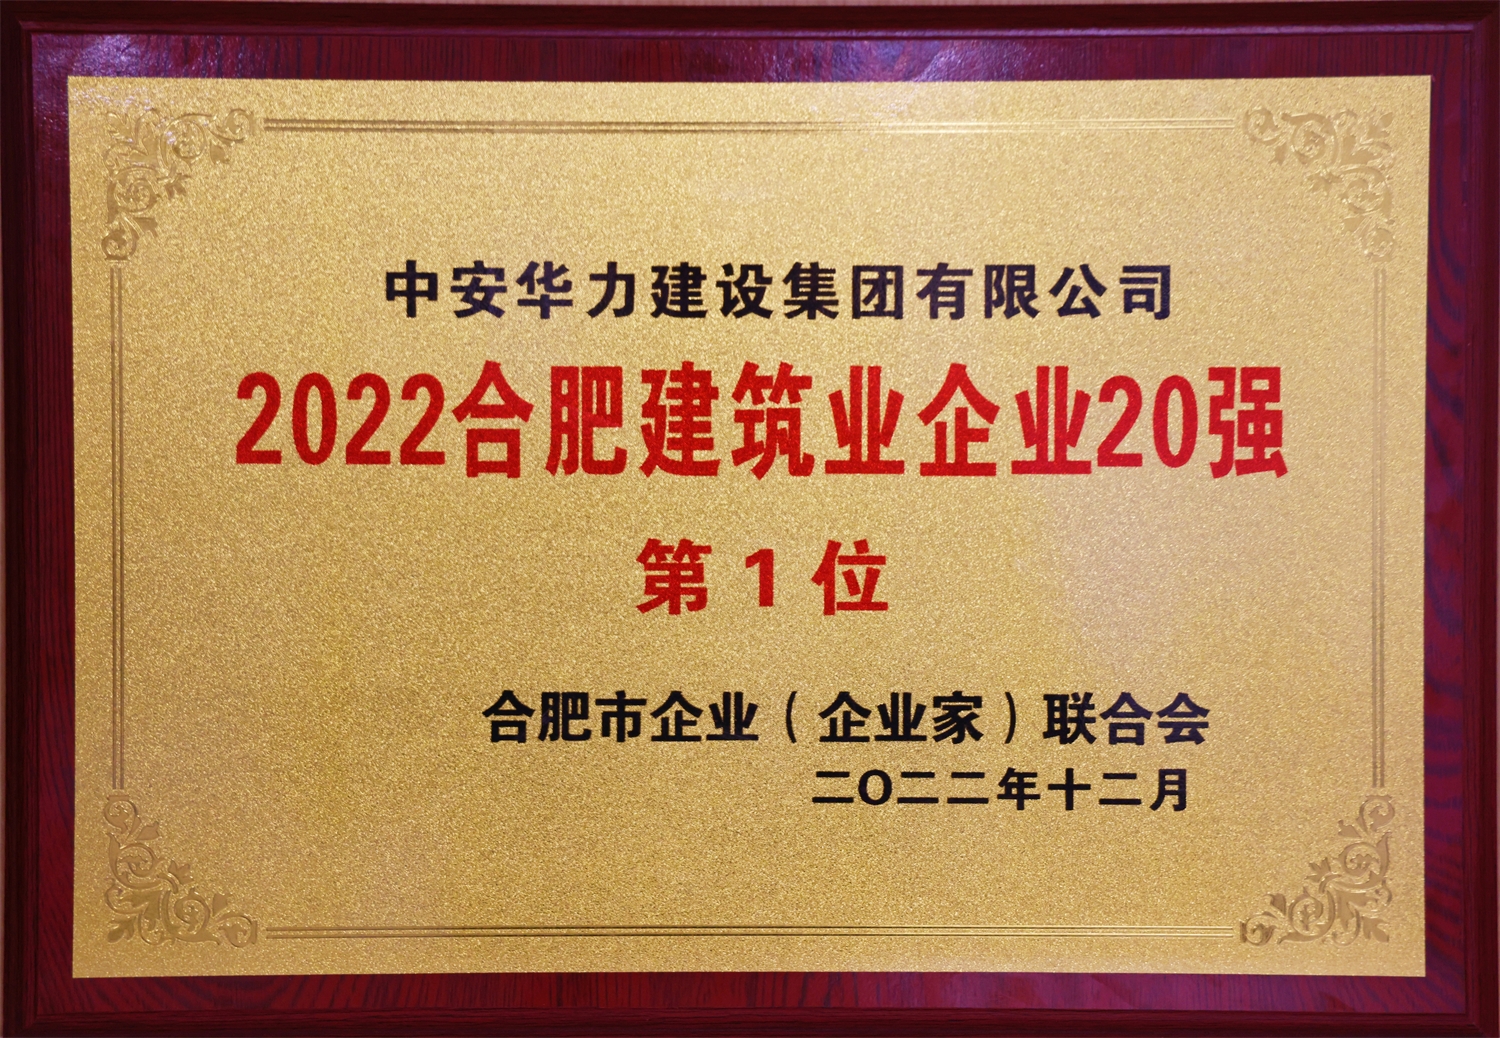 中安华力建设集团有限公司
2022合肥建筑业企业20强
第1位
合肥市企业（企业家）联合会
二〇二二年十二月